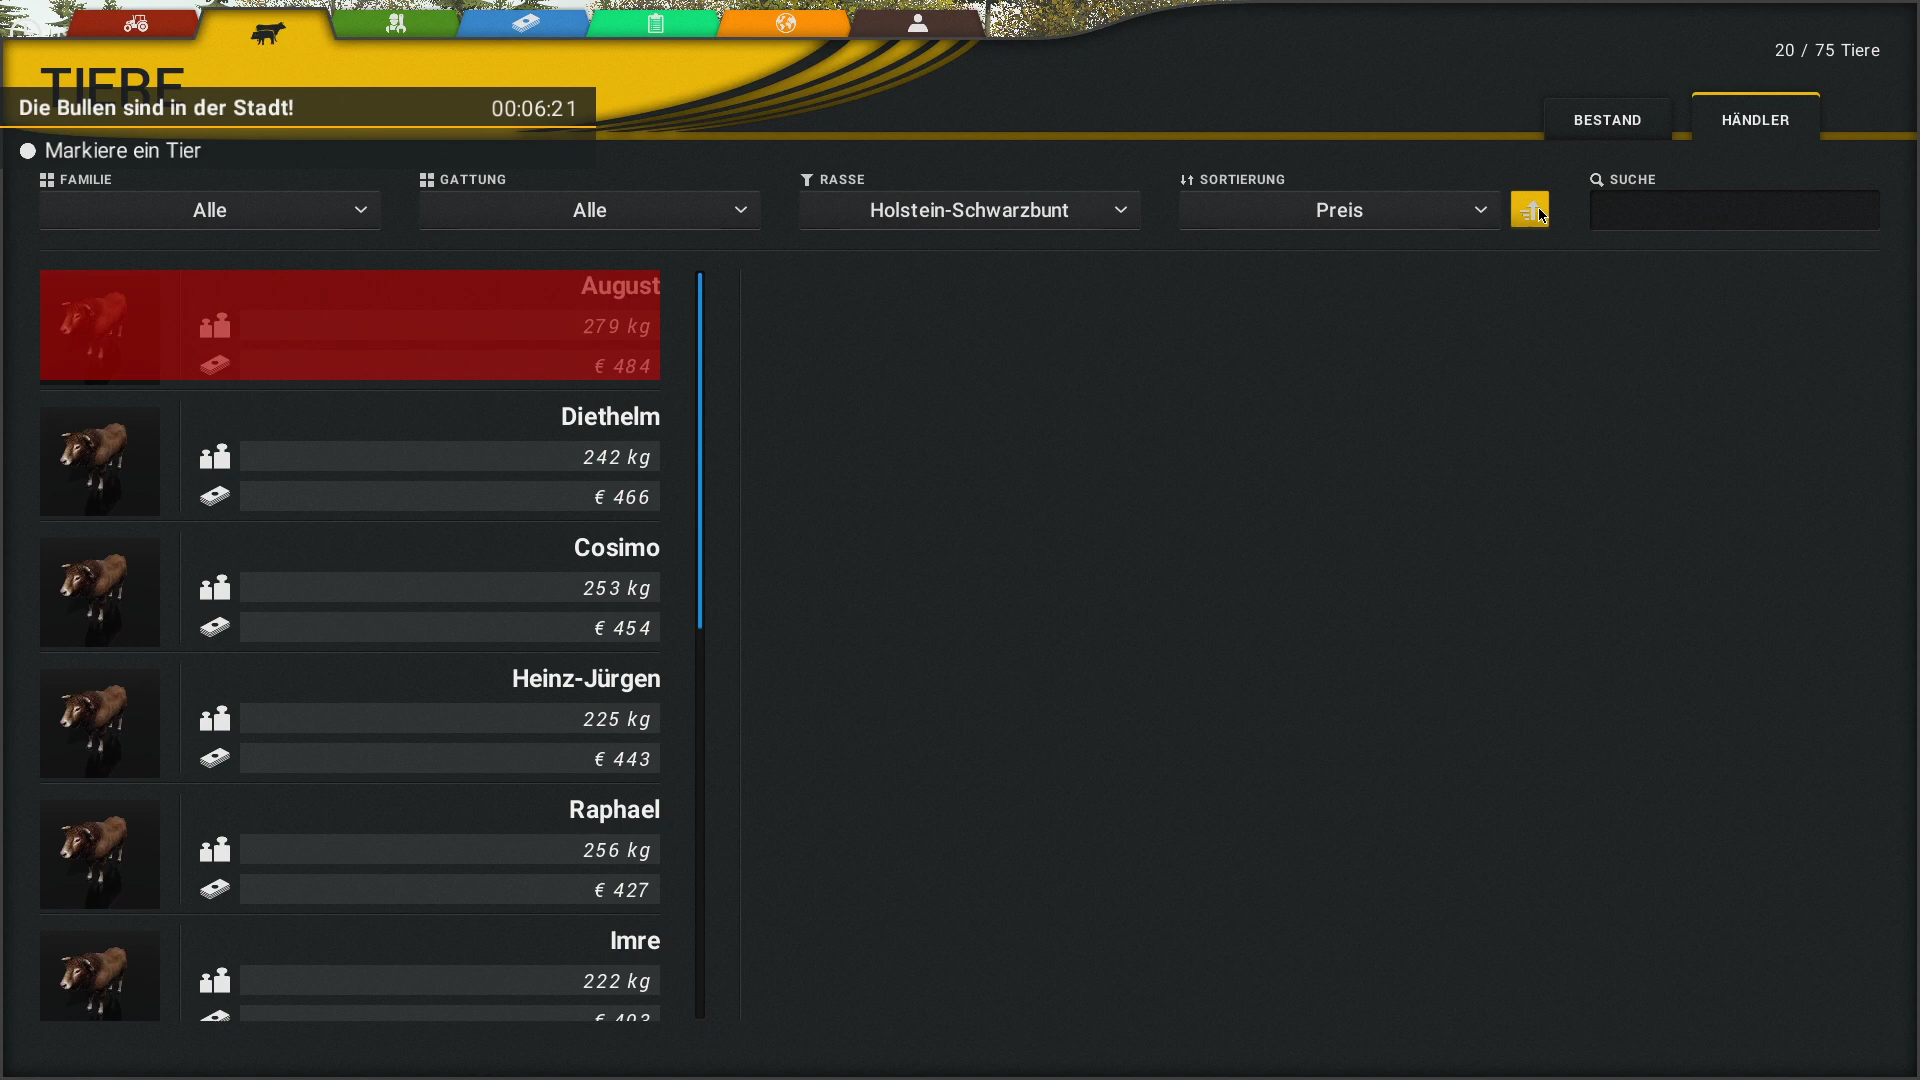 20 / 75 Tiere
TIERE
Die Bullen sind in der Stadt! 00:06:21
BESTAND HÄNDLER
Markiere ein Tier
FAMILIE GATTUNG RASSE SORTIERUNG SUCHE
Alle Alle Holstein-Schwarzbunt Preis
August
279 kg
€ 484
Diethelm
242 kg
€ 466
Cosimo
253 kg
€ 454
Heinz-Jürgen
225 kg
€ 443
Raphael
256 kg
€ 427
Imre
222 kg